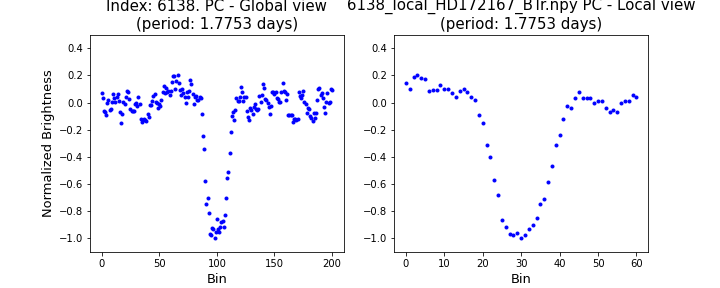 Index: 6138. PC - Global view
(period: 1.7753 days)
6138_local_HD172167_BTr.npy PC - Local view
(period: 1.7753 days)
Normalized Brightness
0.4
0.2
0.0
−0.2
−0.4
−0.6
−0.8
−1.0
0 50 100 150 200
Bin
0.4
0.2
0.0
−0.2
−0.4
−0.6
−0.8
−1.0
0 10 20 30 40 50 60
Bin